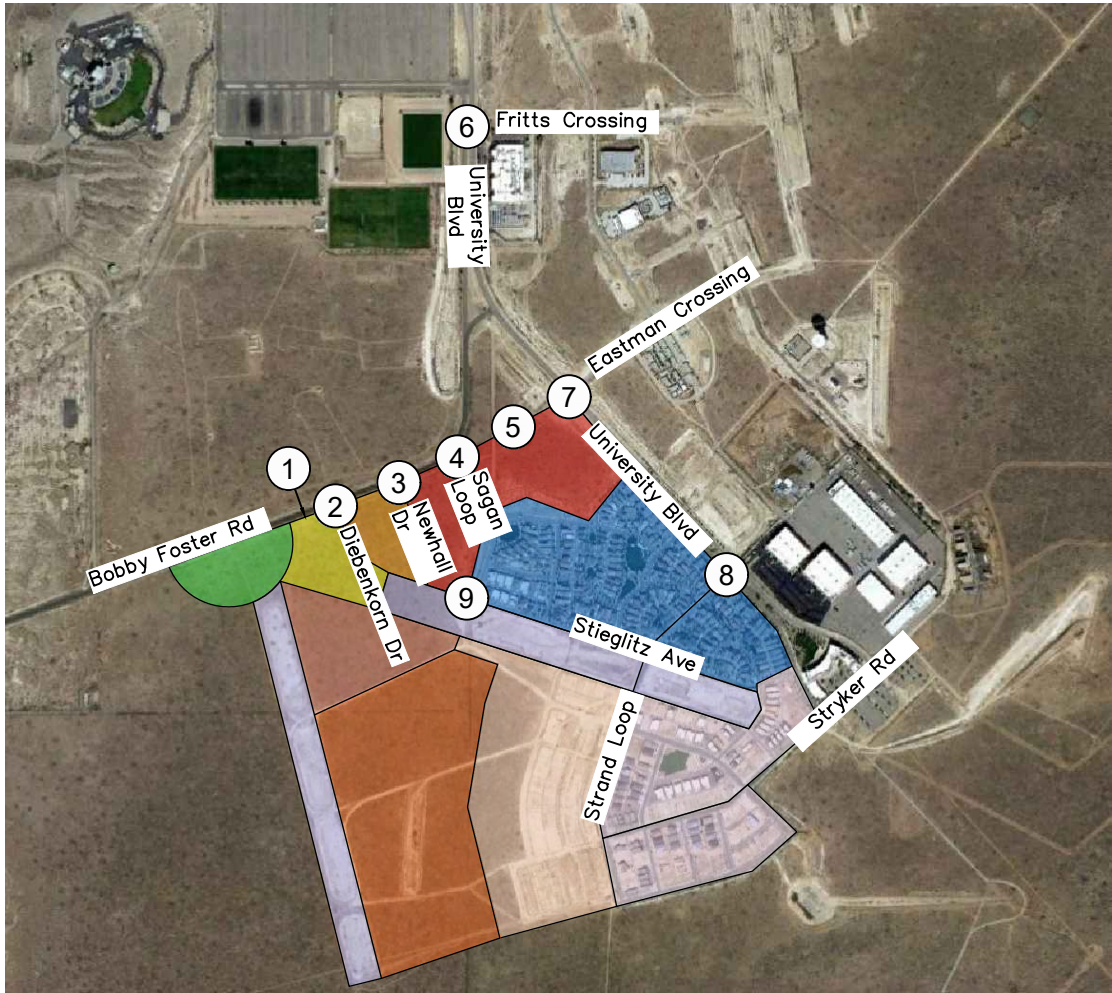 6
Fritts Crossing
University
Blvd
Eastman Crossing
7
5
University Blvd
4
Sagan
Loop
3
Newhall
Dr
1
2
Diebenkorn Dr
Bobby Foster Rd
8
9
Stieglitz Ave
Stryker Rd
Strand Loop